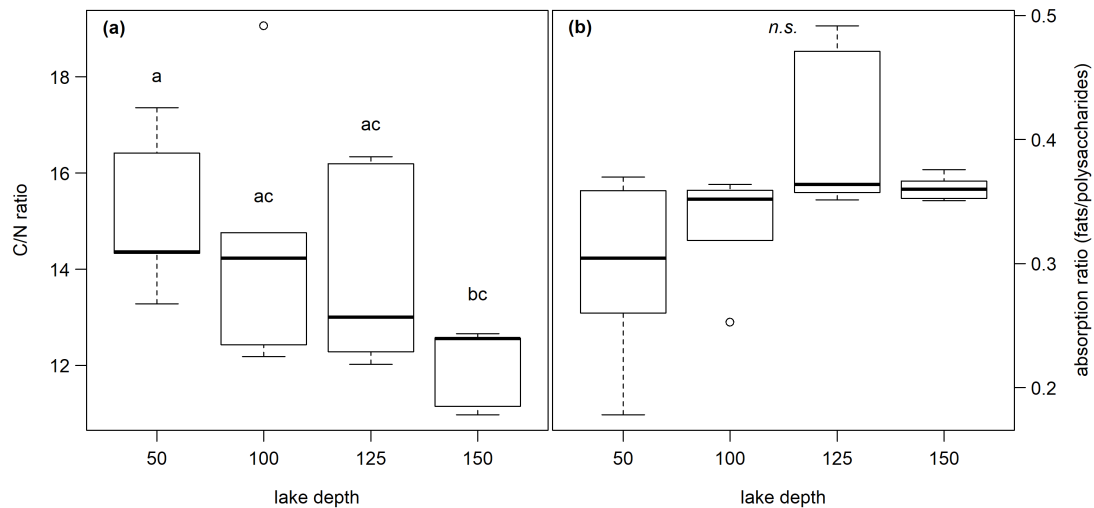 (a)
a
ac
ac
bc
18
16
14
12
C/N ratio
50 100 125 150
lake depth
(b)
n.s.
0.5
0.4
0.3
0.2
absorption ratio (fats/polysaccharides)
50 100 125 150
lake depth